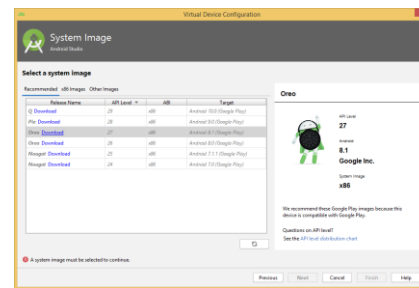 Virtual Device Configuration
System Image
Android Studio
Select a system image
Recommended x86 Images Other Images
Release Name API Level ABI Target
Q Download 29 x86 Android 10.0 (Google Play)
Pie Download 28 x86 Android 9.0 (Google Play)
Oreo Download 27 x86 Android 8.1 (Google Play)
Oreo Download 26 x86 Android 8.0 (Google Play)
Nougat Download 25 x86 Android 7.1.1 (Google Play)
Nougat Download 24 x86 Android 7.0 (Google Play)
Oreo
API Level
27
Android
8.1
Google Inc.
System Image
x86
We recommend these Google Play images because this
device is compatible with Google Play.
Questions on API level?
See the API level distribution chart
A system image must be selected to continue.
Previous Next Cancel Finish Help